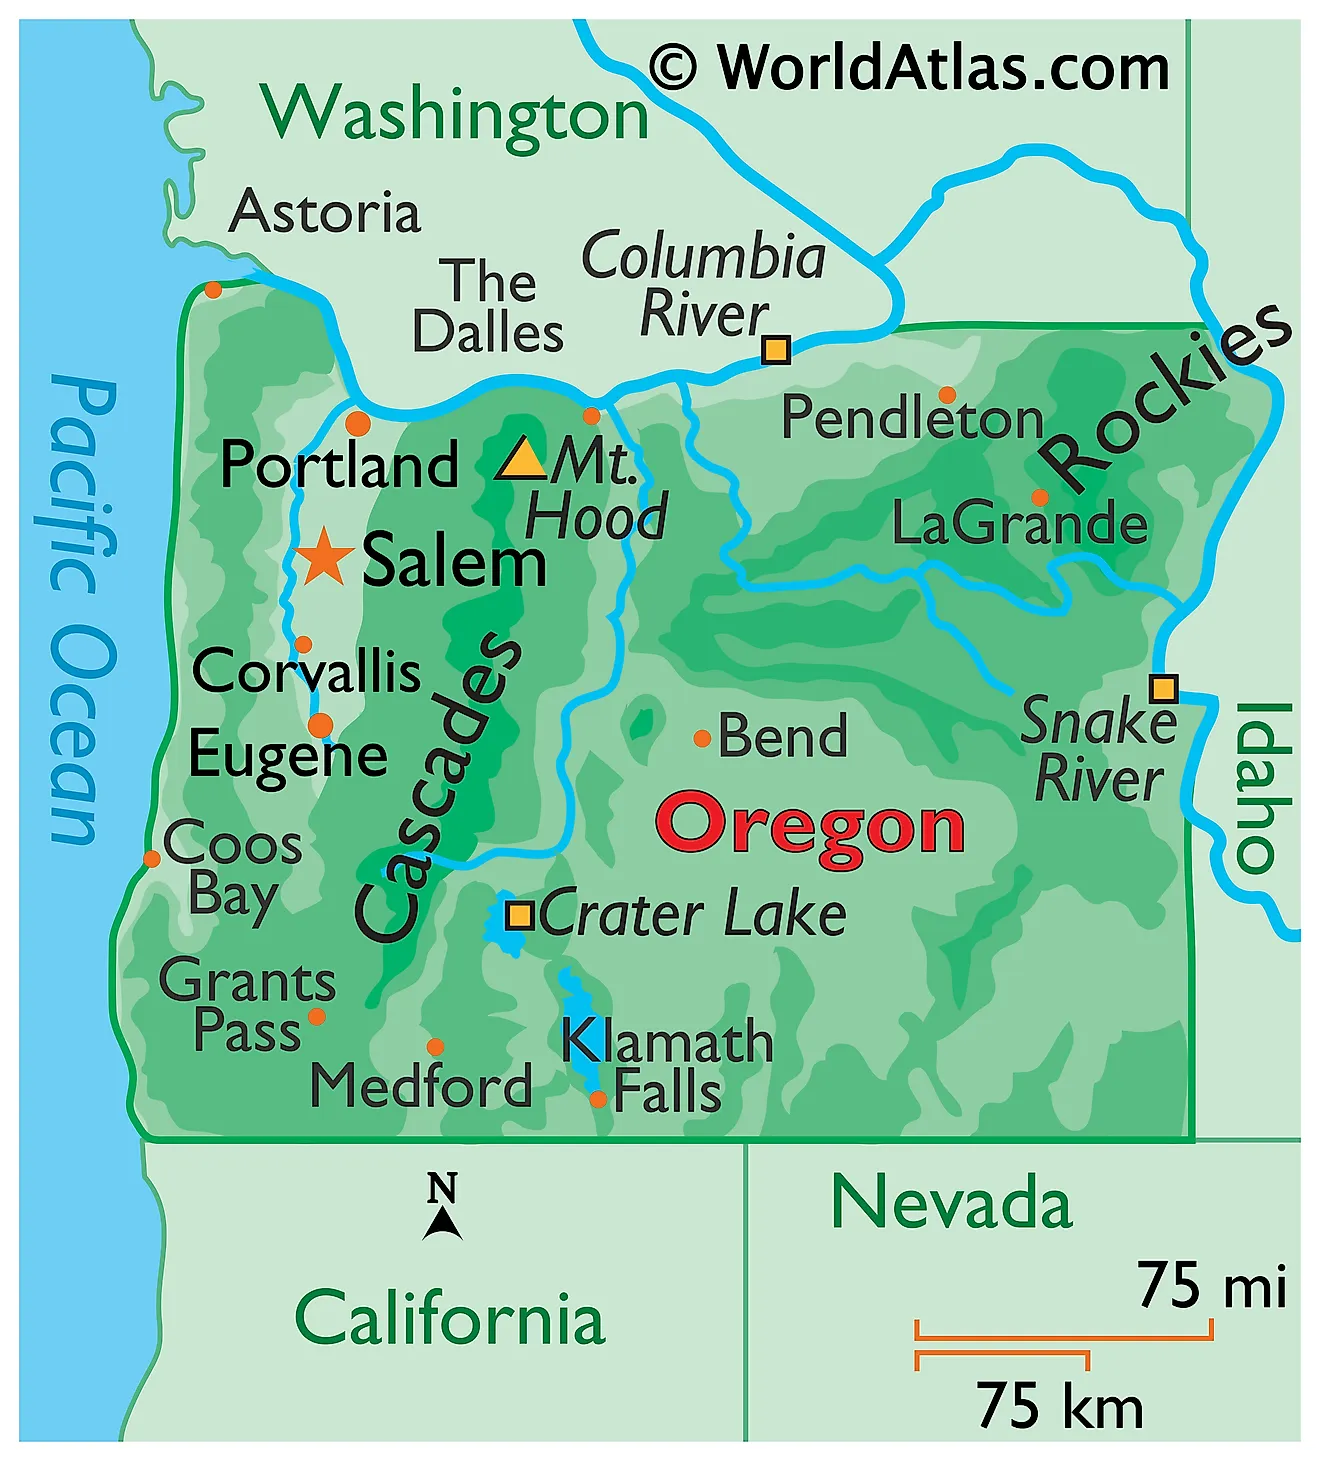 © WorldAtlas.com
Washington
Astoria
Columbia
River
The
Dalles
Rockies
Pacific Ocean
Pendleton
Portland
Mt.
Hood
LaGrande
Salem
Corvallis
Cascades
Eugene
Bend
Snake
River
Idaho
Oregon
Coos
Bay
Crater Lake
Grants
Pass
Klamath
Falls
Medford
N
Nevada
California
75 mi
75 km